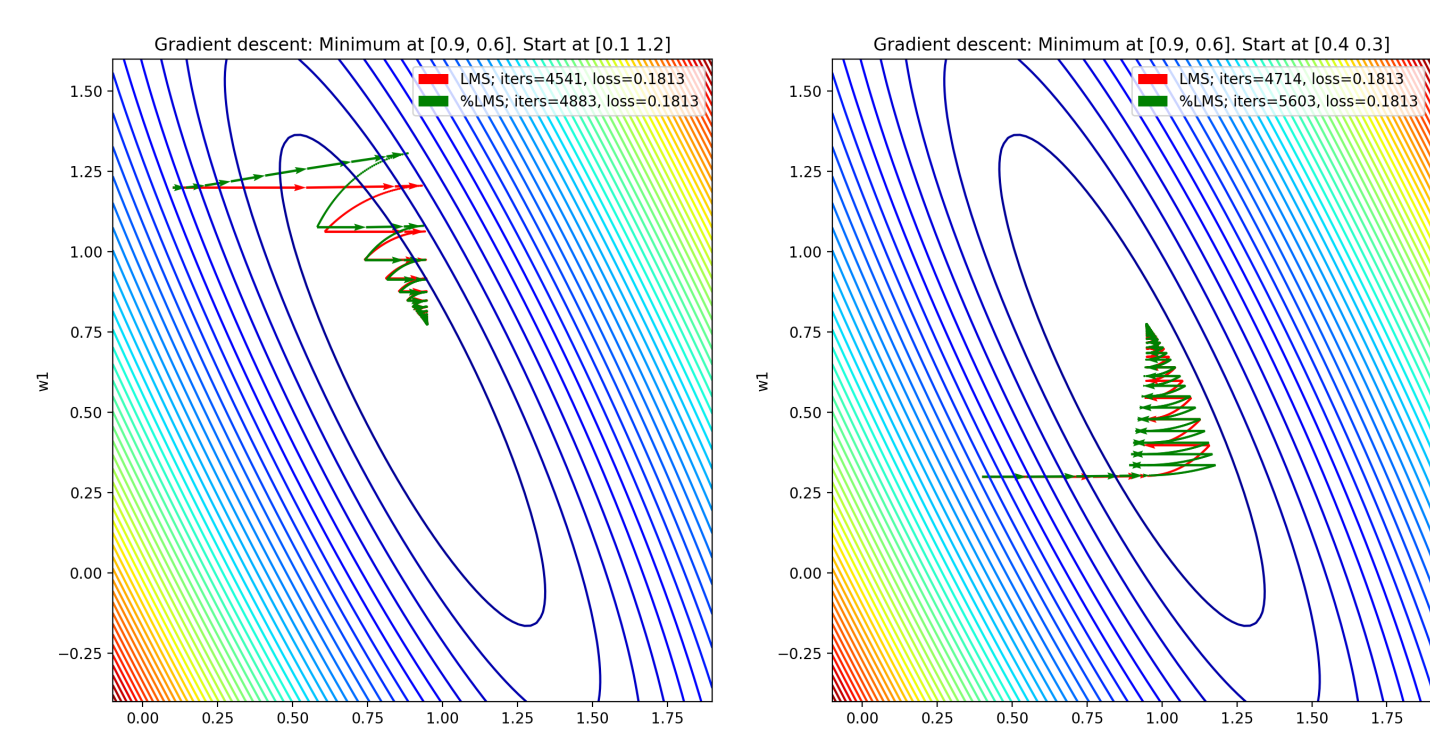 Gradient descent: Minimum at [0.9, 0.6]. Start at [0.1 1.2]
LMS; iters=4541, loss=0.1813
%LMS; iters=4883, loss=0.1813
w1
1.50
1.25
1.00
0.75
0.50
0.25
0.00
−0.25
0.00 0.25 0.50 0.75 1.00 1.25 1.50 1.75
Gradient descent: Minimum at [0.9, 0.6]. Start at [0.4 0.3]
LMS; iters=4714, loss=0.1813
%LMS; iters=5603, loss=0.1813
w1
1.50
1.25
1.00
0.75
0.50
0.25
0.00
−0.25
0.00 0.25 0.50 0.75 1.00 1.25 1.50 1.75